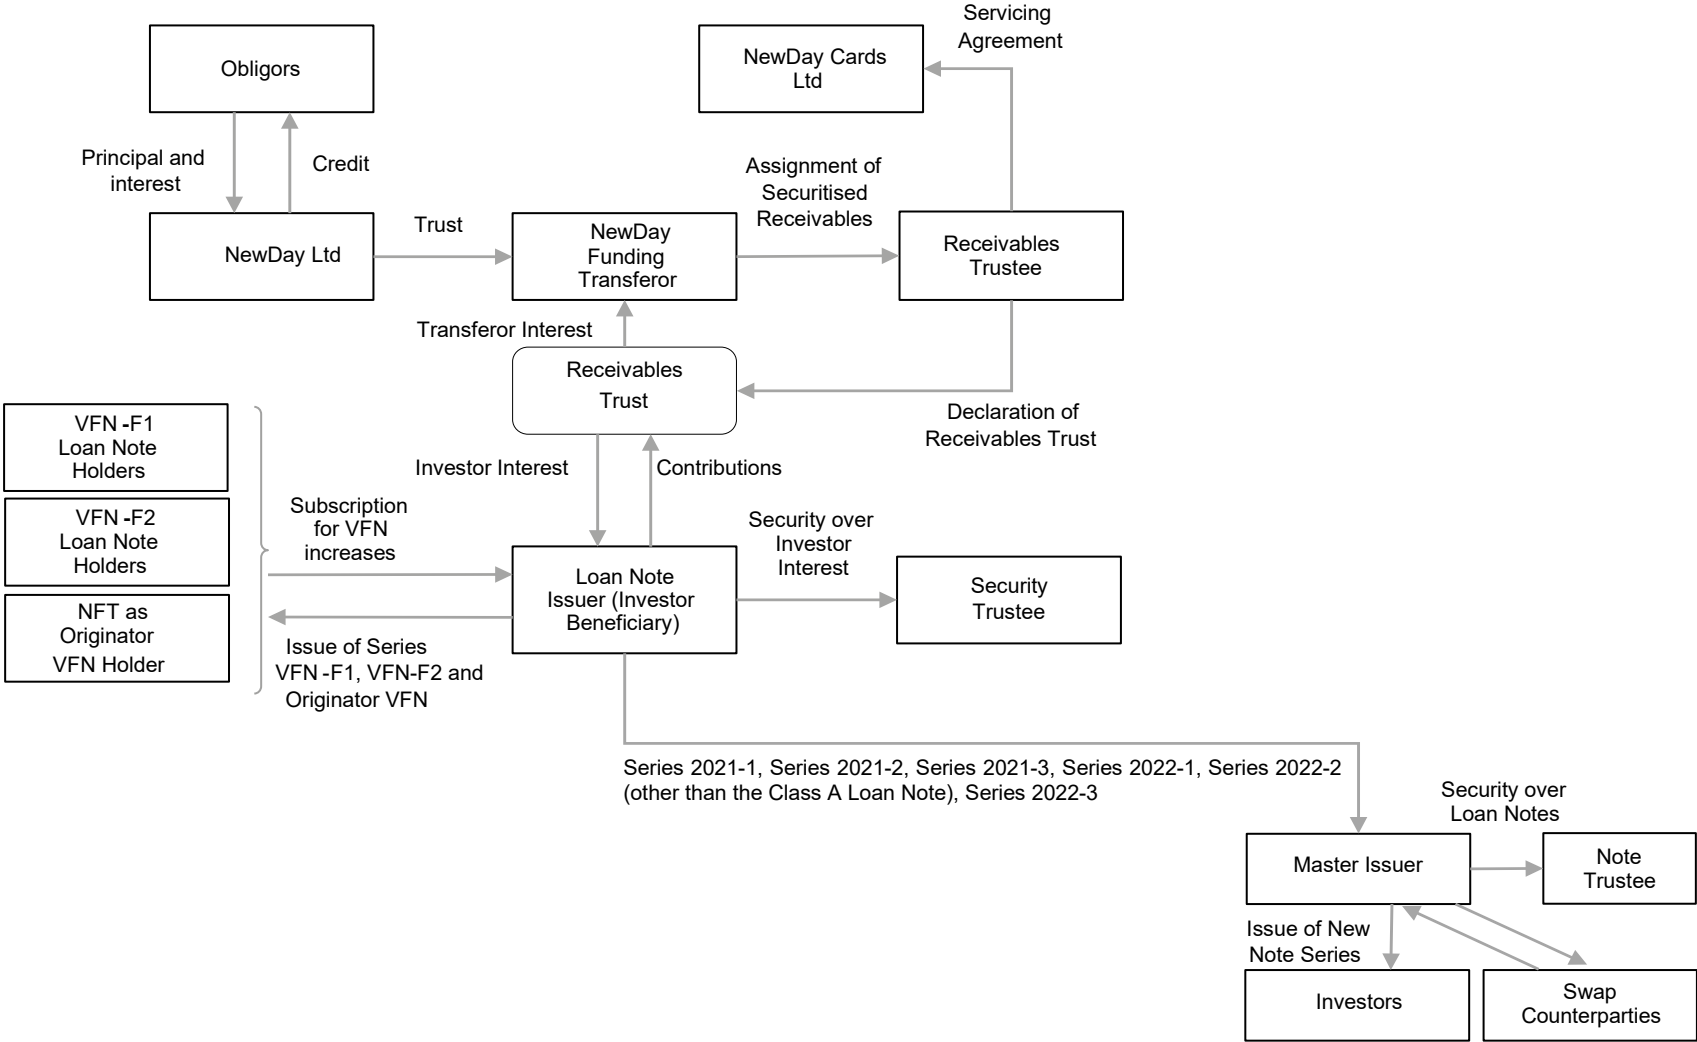 Servicing
Agreement
Obligors
NewDay Cards
Ltd
Principal and
interest
Credit
Assignment of
Securitised
Receivables
Trust
NewDay Ltd
NewDay
Funding
Transferor
Receivables
Trustee
Transferor Interest
Receivables
Trust
Declaration of
Receivables Trust
VFN -F1
Loan Note
Holders
VFN -F2
Loan Note
Holders
NFT as
Originator
VFN Holder
Investor Interest
Contributions
Subscription
for VFN
increases
Security over
Investor
Interest
Loan Note
Issuer (Investor
Beneficiary)
Security
Trustee
Issue of Series
VFN -F1, VFN-F2 and
Originator VFN
Series 2021-1, Series 2021-2, Series 2021-3, Series 2022-1, Series 2022-2
(other than the Class A Loan Note), Series 2022-3
Security over
Loan Notes
Master Issuer
Note
Trustee
Issue of New
Note Series
Investors
Swap
Counterparties